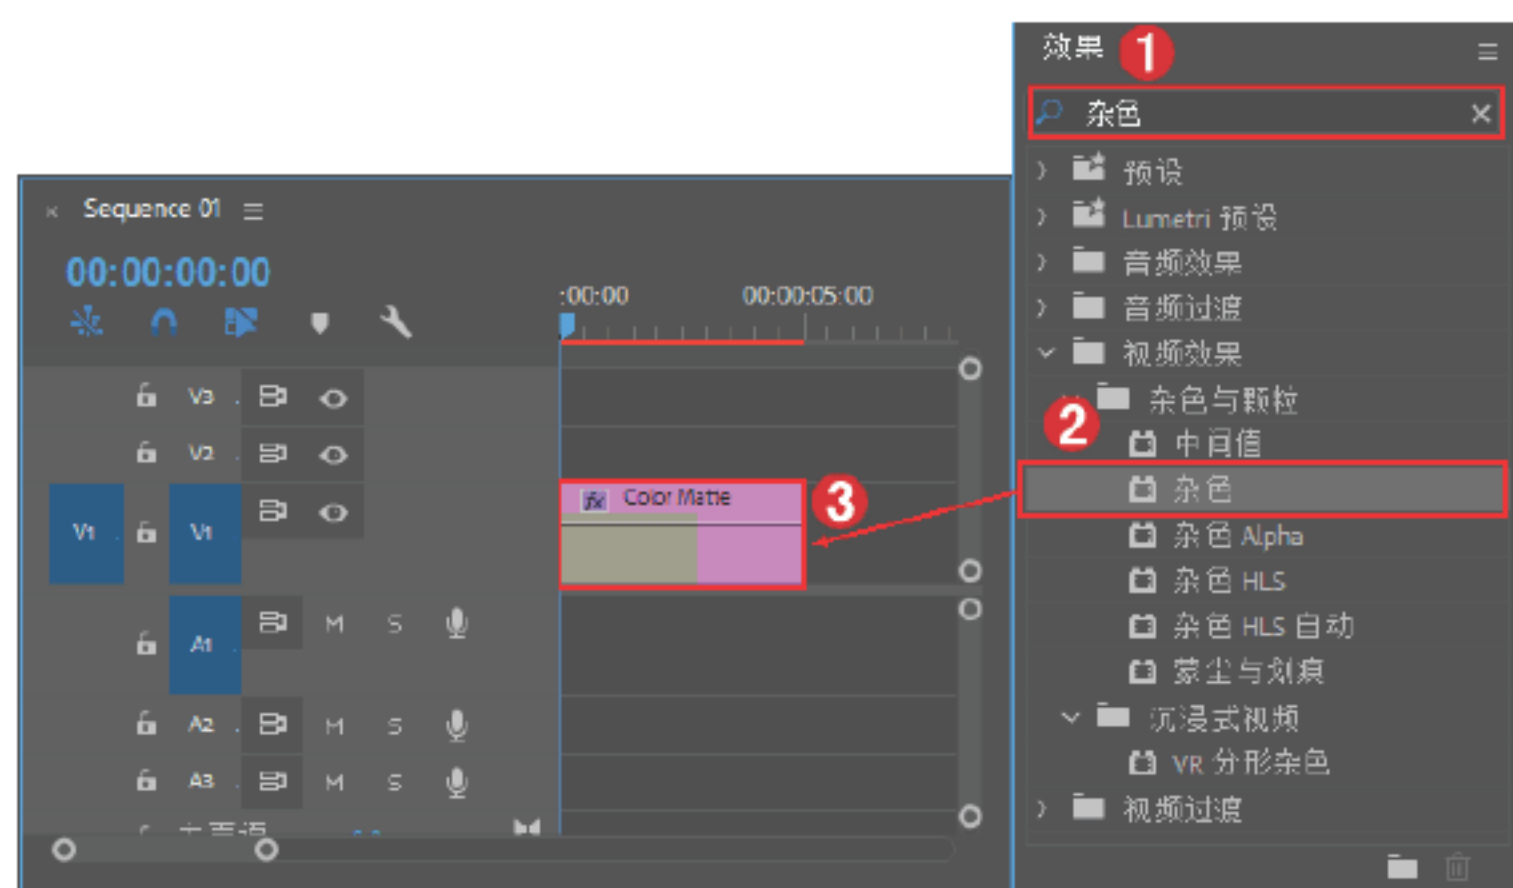 效果 1
杂色
预设
Lumetri 预设
音频效果
音频过渡
视频效果
杂色与颗粒
2
中间值
杂色
杂色 Alpha
杂色 HLS
杂色 HLS 自动
蒙尘与划痕
沉浸式视频
VR 分形杂色
视频过渡
Sequence 01
00:00:00:00
:00:00 00:00:05:00
V3
V2
V1 V1
fx Color Matte 3
A1 M S
A2 M S
A3 M S